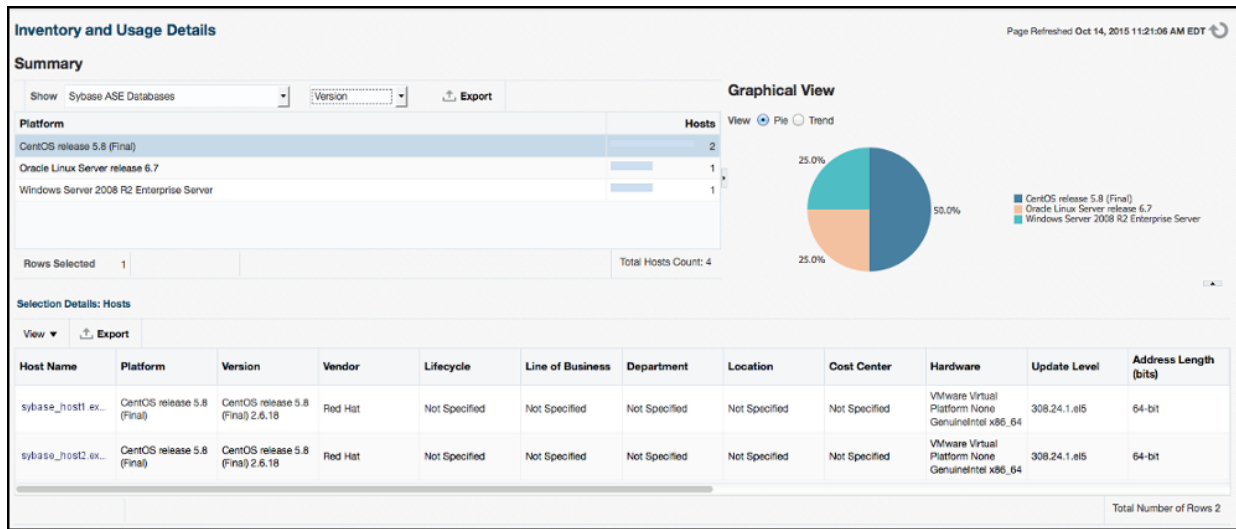 Inventory and Usage Details
Page Refreshed Oct 14, 2015 11:21:06 AM EDT
Summary
Show Sybase ASE Databases Version Export
Platform Hosts
CentOS release 5.8 (Final) 2
Oracle Linux Server release 6.7 1
Windows Server 2008 R2 Enterprise Server 1
Rows Selected 1 Total Hosts Count: 4
Graphical View
View Pie Trend
25.0%
50.0%
25.0%
CentOS release 5.8 (Final)
Oracle Linux Server release 6.7
Windows Server 2008 R2 Enterprise Server
Selection Details: Hosts
View Export
Host Name Platform Version Vendor Lifecycle Line of Business Department Location Cost Center Hardware Update Level Address Length
(bits)
sybase_host1.ex... CentOS release 5.8 CentOS release 5.8 Red Hat Not Specified Not Specified Not Specified Not Specified Not Specified VMware Virtual 308.24.1.el5 64-bit
(Final) (Final) 2.6.18 Platform None
GenuineIntel x86_64
sybase_host2.ex... CentOS release 5.8 CentOS release 5.8 Red Hat Not Specified Not Specified Not Specified Not Specified Not Specified VMware Virtual 308.24.1.el5 64-bit
(Final) (Final) 2.6.18 Platform None
GenuineIntel x86_64
Total Number of Rows 2